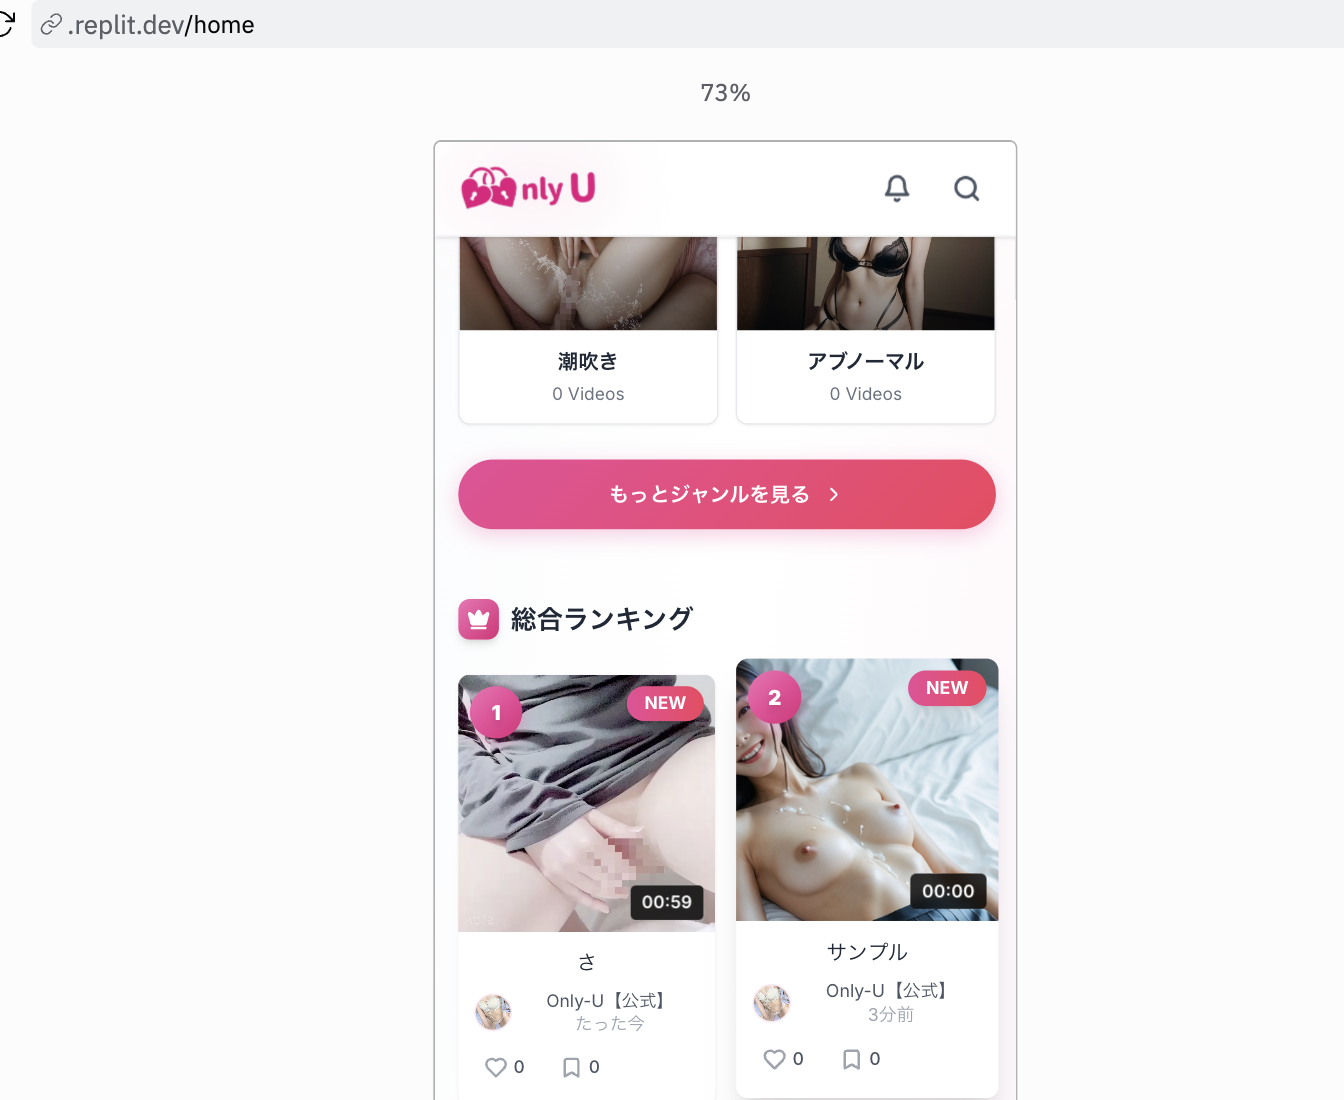 .replit.dev/home
73%
nly U
潮吹き
0 Videos
アブノーマル
0 Videos
もっとジャンルを見る
総合ランキング
1
NEW
00:59
さ
Only-U【公式】
たった今
0
0
2
NEW
00:00
サンプル
Only-U【公式】
3分前
0
0